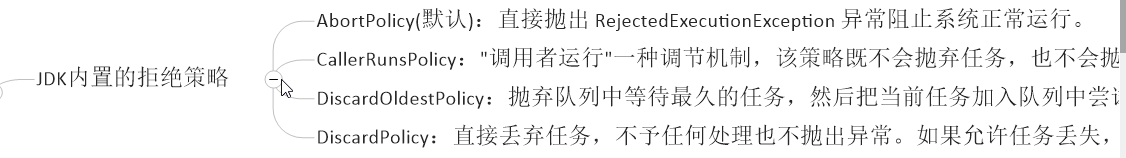 AbortPolicy(默认)：直接抛出 RejectedExecutionException 异常阻止系统正常运行。
CallerRunsPolicy："调用者运行"一种调节机制，该策略既不会抛弃任务，也不会抛
JDK内置的拒绝策略
DiscardOldestPolicy：抛弃队列中等待最久的任务，然后把当前任务加入队列中尝
DiscardPolicy：直接丢弃任务，不予任何处理也不抛出异常。如果允许任务丢失，